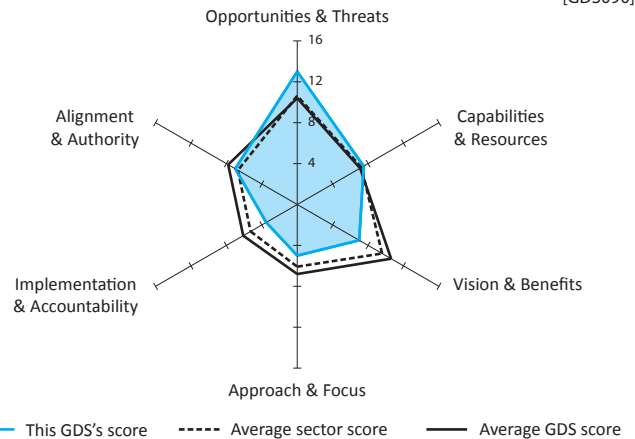 Opportunities & Threats
16
12
8
4
Alignment
& Authority
Capabilities
& Resources
Implementation
& Accountability
Vision & Benefits
Approach & Focus
This GDS's score
Average sector score
Average GDS score